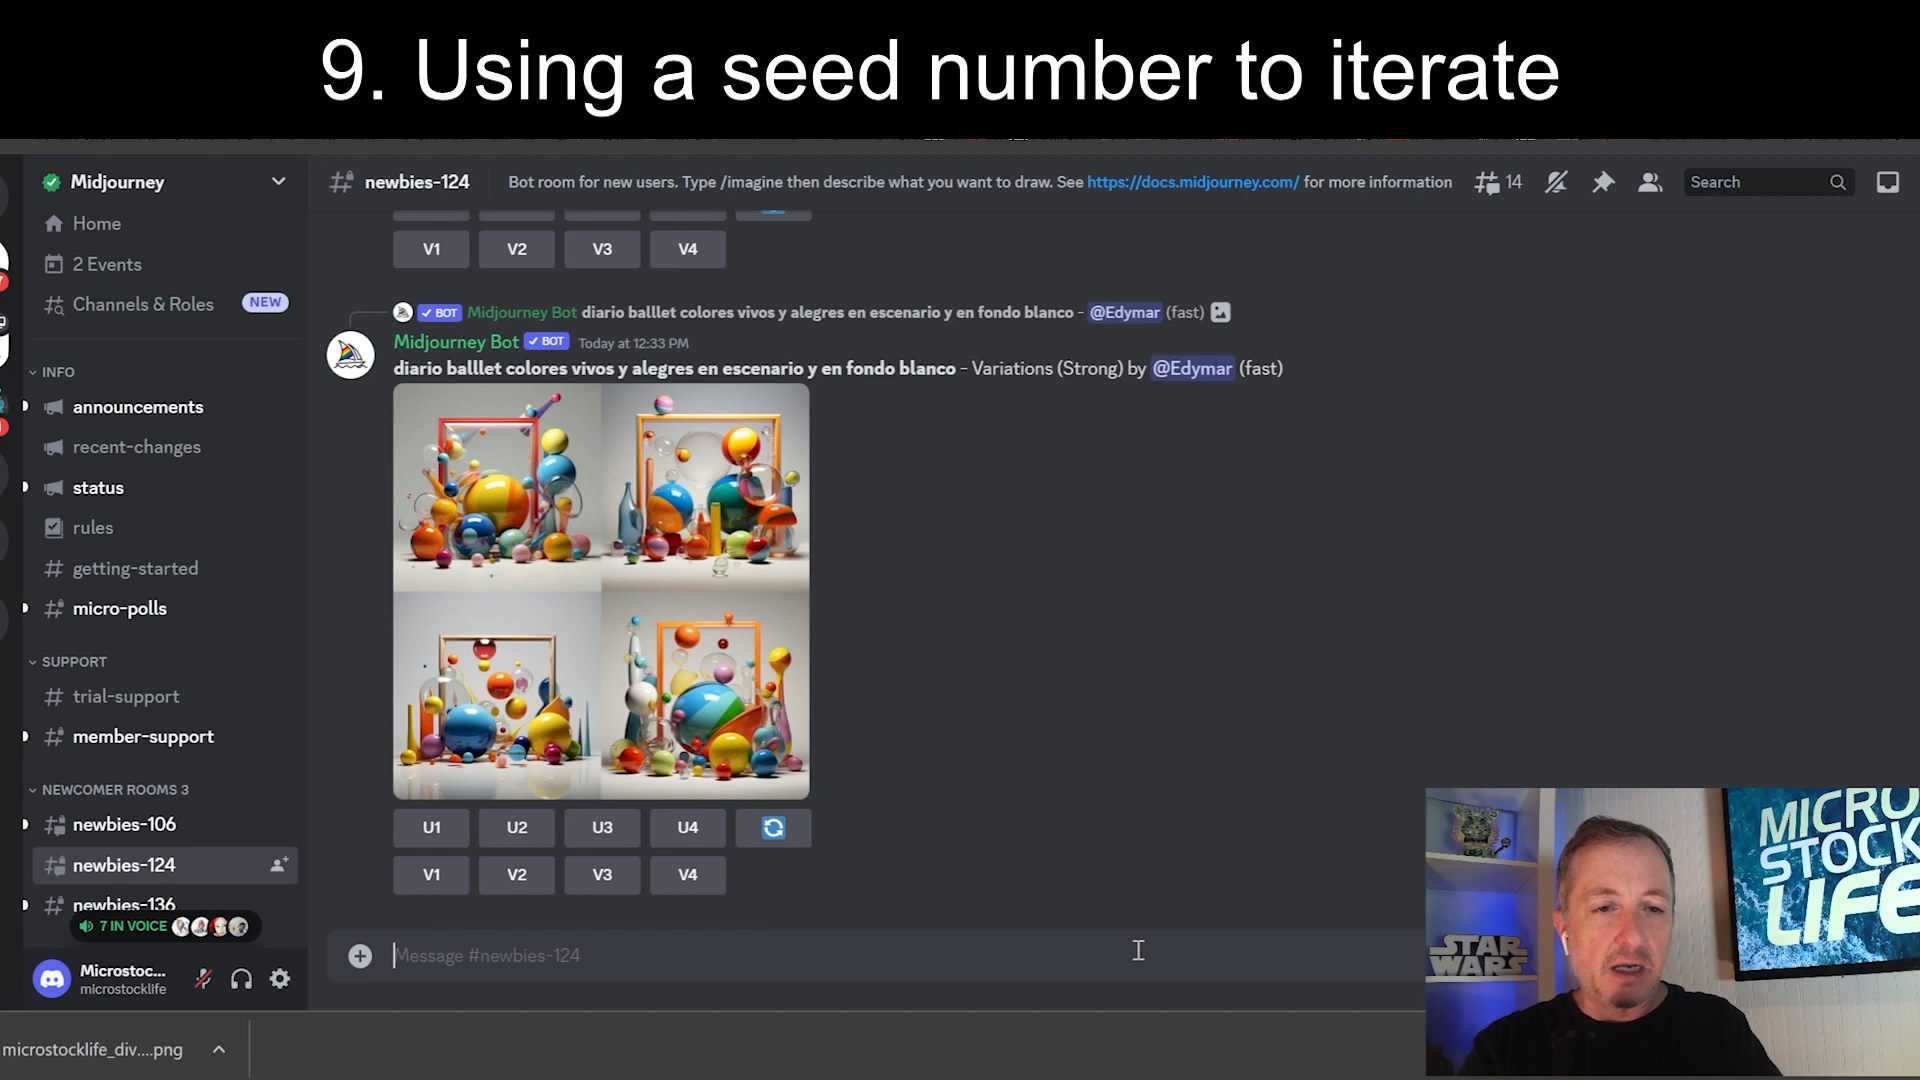 9. Using a seed number to iterate
Midjourney
newbies-124
Bot room for new users. Type /imagine then describe what you want to draw. See https://docs.midjourney.com/ for more information
14
Search
Home
2 Events
Channels & Roles
NEW
INFO
announcements
recent-changes
status
rules
getting-started
micro-polls
SUPPORT
trial-support
member-support
NEWCOMER ROOMS 3
newbies-106
newbies-124
newbies-136
7 IN VOICE
Microstoc...
microstocklife
V1 V2 V3 V4
BOT Midjourney Bot diario balllet colores vivos y alegres en escenario y en fondo blanco - @Edymar (fast)
Midjourney Bot BOT Today at 12:33 PM
diario balllet colores vivos y alegres en escenario y en fondo blanco - Variations (Strong) by @Edymar (fast)
U1 U2 U3 U4
V1 V2 V3 V4
Message #newbies-124
MICRO
STOCK
LIFE
STAR
WARS
microstocklife_div....png